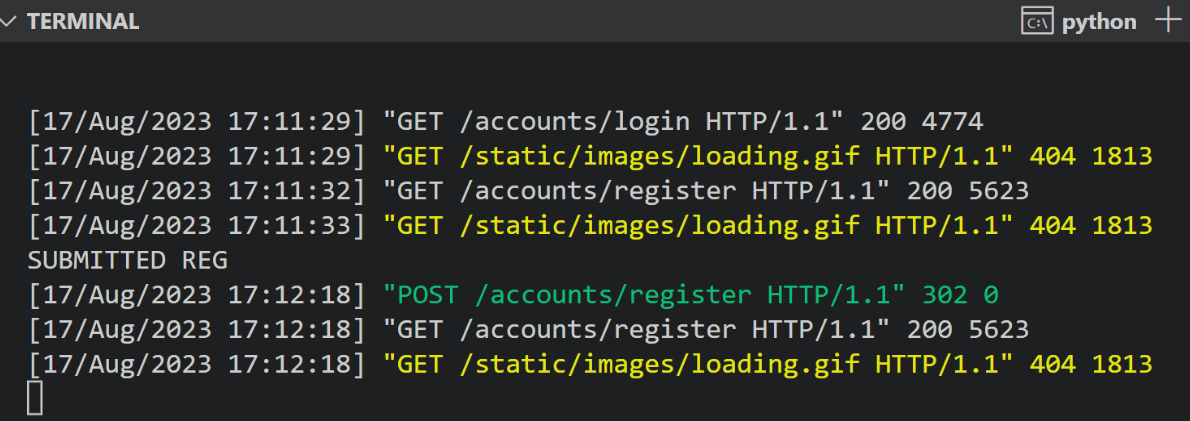 TERMINAL
C:\ python
[17/Aug/2023 17:11:29] "GET /accounts/login HTTP/1.1" 200 4774
[17/Aug/2023 17:11:29] "GET /static/images/loading.gif HTTP/1.1" 404 1813
[17/Aug/2023 17:11:32] "GET /accounts/register HTTP/1.1" 200 5623
[17/Aug/2023 17:11:33] "GET /static/images/loading.gif HTTP/1.1" 404 1813
SUBMITTED REG
[17/Aug/2023 17:12:18] "POST /accounts/register HTTP/1.1" 302 0
[17/Aug/2023 17:12:18] "GET /accounts/register HTTP/1.1" 200 5623
[17/Aug/2023 17:12:18] "GET /static/images/loading.gif HTTP/1.1" 404 1813